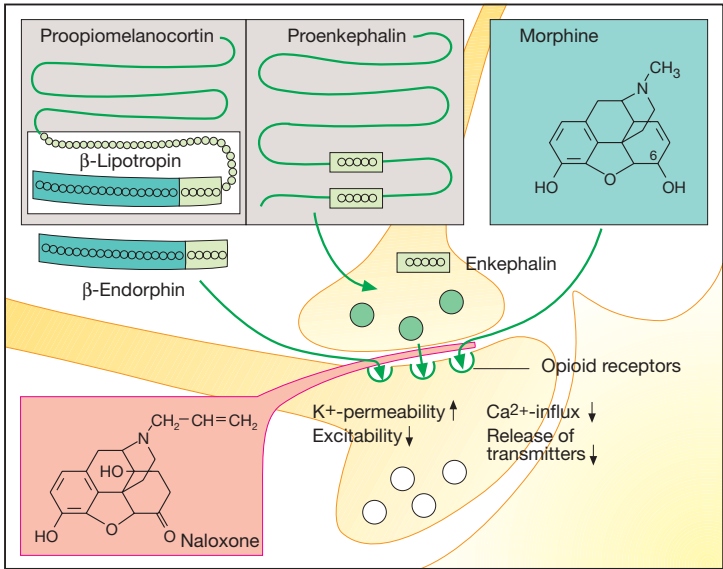 Proopiomelanocortin
β-Lipotropin
β-Endorphin
Proenkephalin
Enkephalin
Morphine
CH₃
N
6
HO
O
OH
Opioid receptors
K⁺-permeability ↑
Excitability ↓
Ca²⁺-influx ↓
Release of
transmitters ↓
CH₂−CH=CH₂
N
HO
HO
O
O
Naloxone